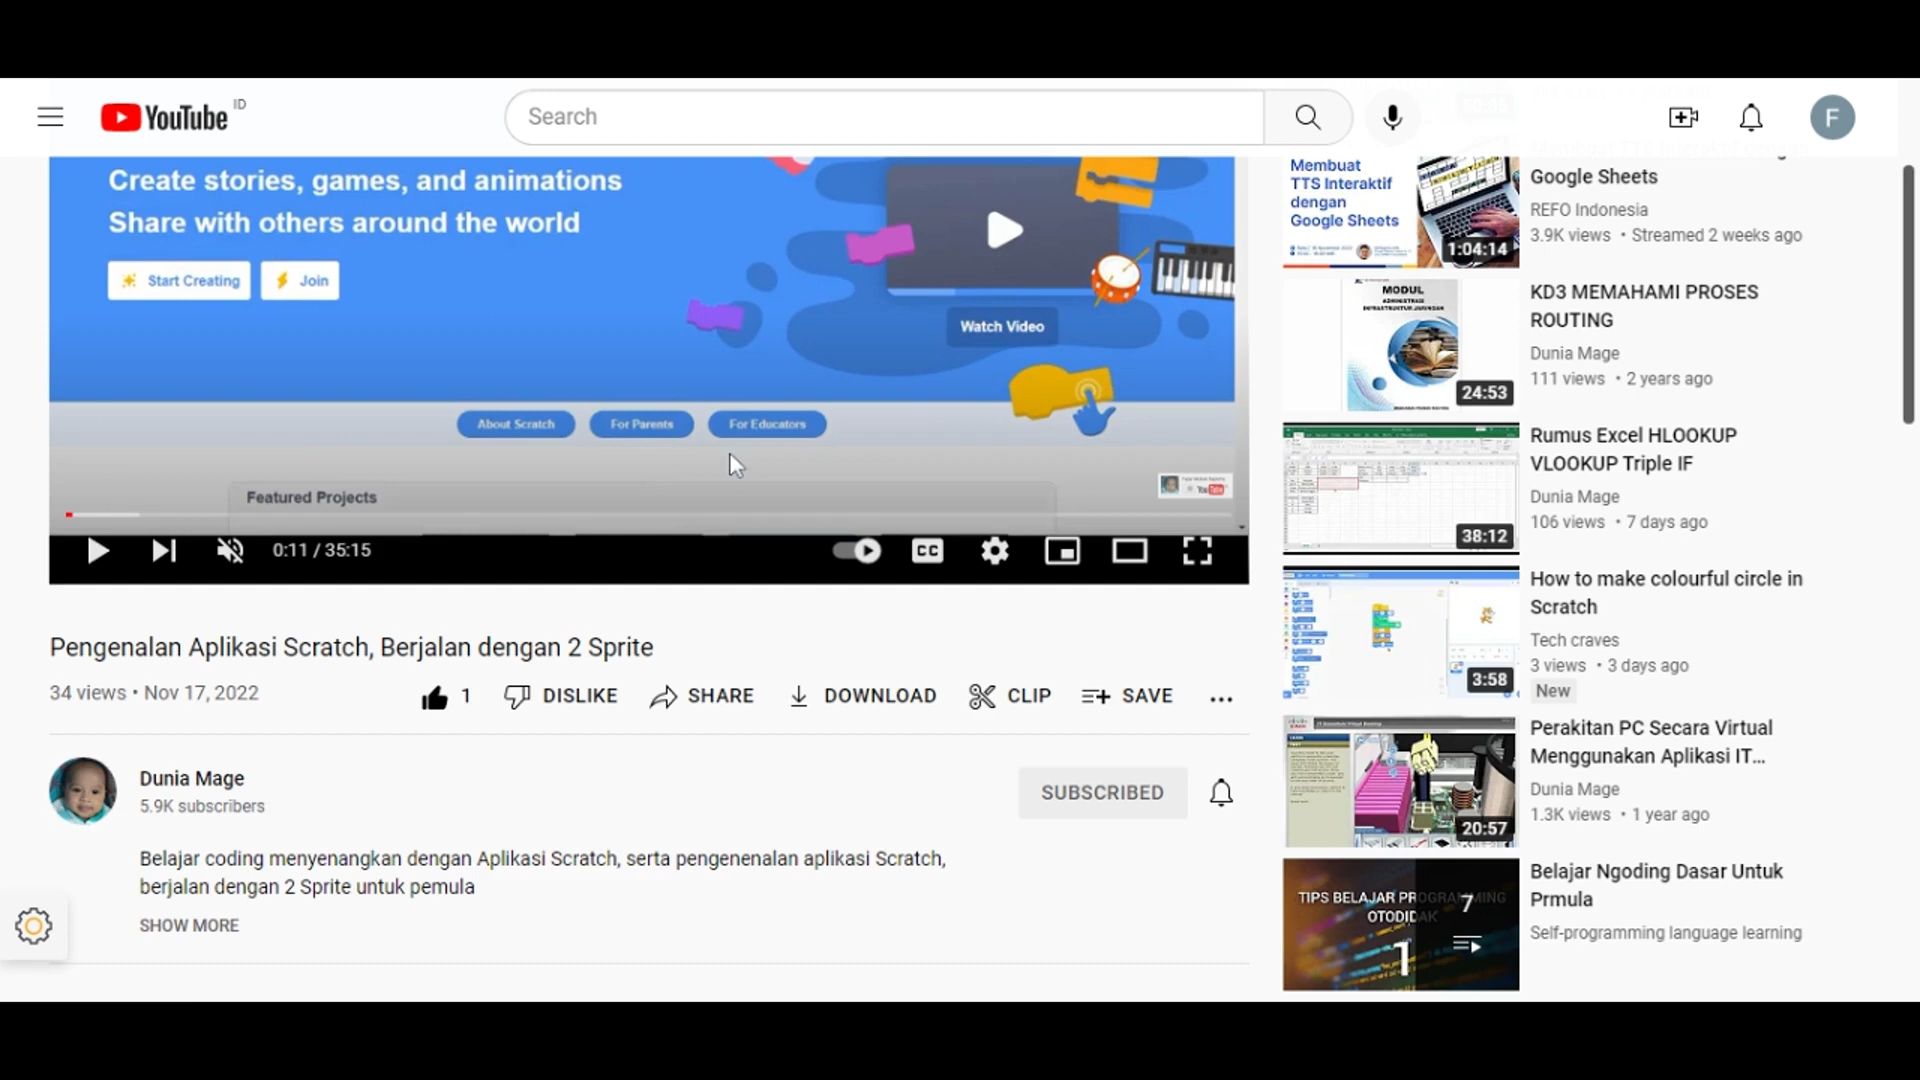 YouTube ID
Search
F
Create stories, games, and animations
Share with others around the world
Start Creating
Join
Watch Video
About Scratch
For Parents
For Educators
Featured Projects
0:11 / 35:15
CC
Pengenalan Aplikasi Scratch, Berjalan dengan 2 Sprite
34 views • Nov 17, 2022
1
DISLIKE
SHARE
DOWNLOAD
CLIP
SAVE
Dunia Mage
5.9K subscribers
SUBSCRIBED
Belajar coding menyenangkan dengan Aplikasi Scratch, serta pengenenalan aplikasi Scratch,
berjalan dengan 2 Sprite untuk pemula
SHOW MORE
Membuat
TTS Interaktif
dengan
Google Sheets
1:04:14
Google Sheets
REFO Indonesia
3.9K views • Streamed 2 weeks ago
MODUL
ADMINISTRASI
INFRASTRUKTUR JARINGAN
24:53
KD3 MEMAHAMI PROSES
ROUTING
Dunia Mage
111 views • 2 years ago
38:12
Rumus Excel HLOOKUP
VLOOKUP Triple IF
Dunia Mage
106 views • 7 days ago
3:58
How to make colourful circle in
Scratch
Tech craves
3 views • 3 days ago
New
20:57
Perakitan PC Secara Virtual
Menggunakan Aplikasi IT...
Dunia Mage
1.3K views • 1 year ago
TIPS BELAJAR PROGRAMMING
OTODIDAK
1
7
Belajar Ngoding Dasar Untuk
Prmula
Self-programming language learning